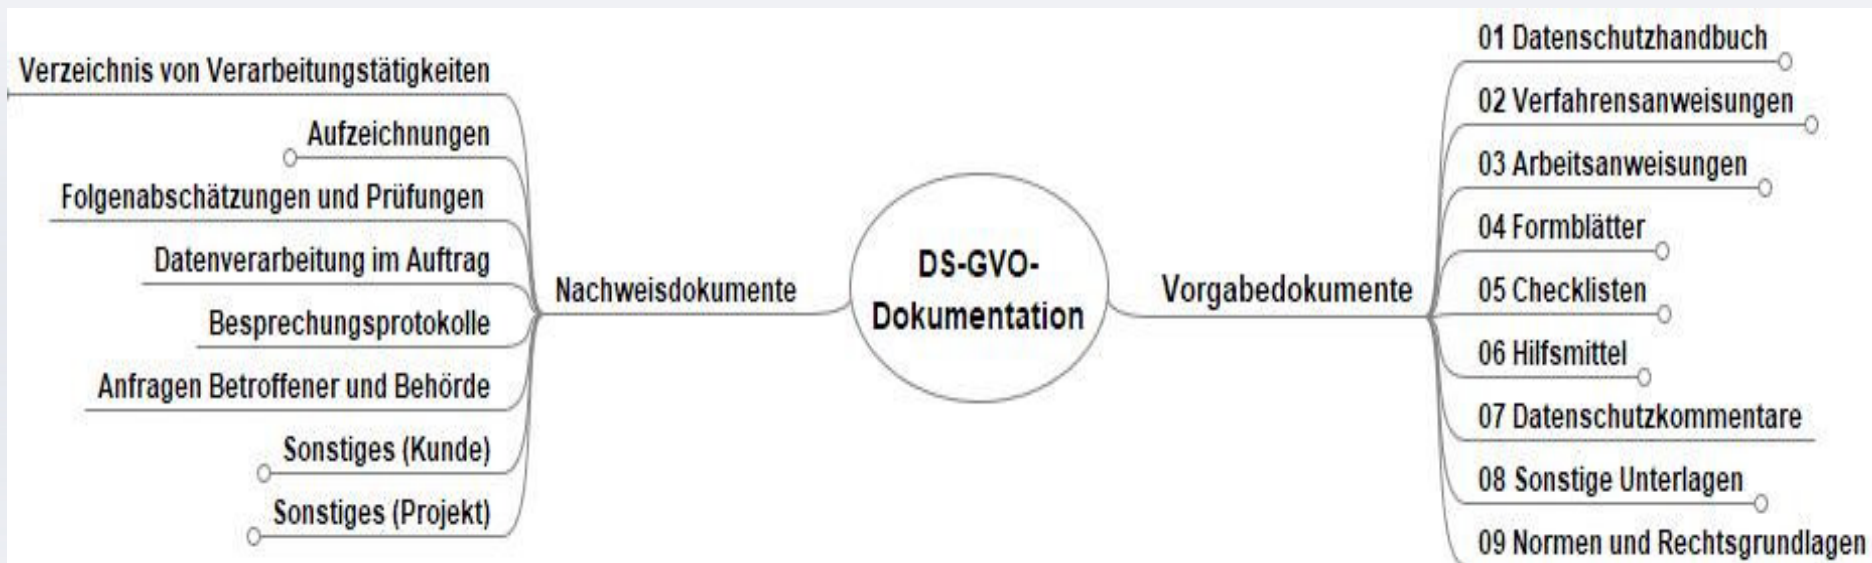 Verzeichnis von Verarbeitungstätigkeiten
Aufzeichnungen
Folgenabschätzungen und Prüfungen
Datenverarbeitung im Auftrag
Besprechungsprotokolle
Anfragen Betroffener und Behörde
Sonstiges (Kunde)
Sonstiges (Projekt)
Nachweisdokumente
DS-GVO-
Dokumentation
Vorgabedokumente
01 Datenschutzhandbuch
02 Verfahrensanweisungen
03 Arbeitsanweisungen
04 Formblätter
05 Checklisten
06 Hilfsmittel
07 Datenschutzkommentare
08 Sonstige Unterlagen
09 Normen und Rechtsgrundlagen